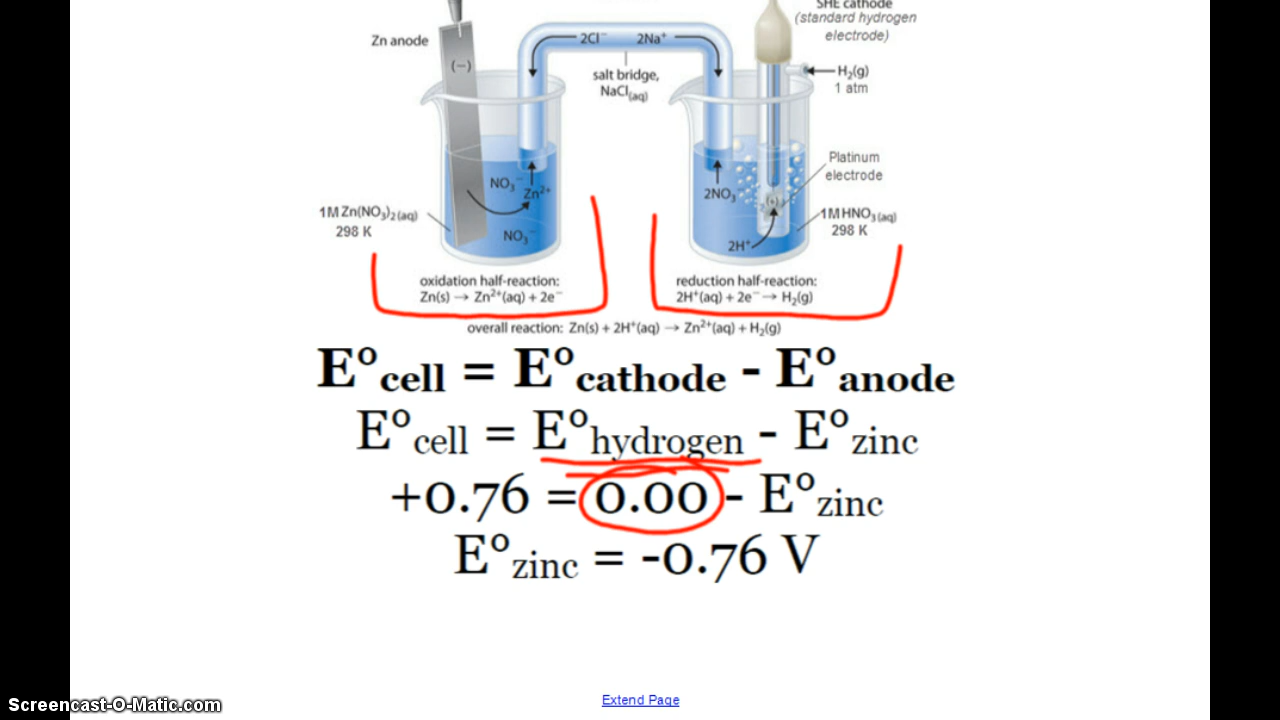 SHE cathode
(standard hydrogen
electrode)
Zn anode
(−)
2Cl⁻ 2Na⁺
salt bridge,
NaCl(aq)
H₂(g)
1 atm
Platinum
electrode
NO₃⁻
Zn²⁺
NO₃⁻
1M Zn(NO₃)₂(aq)
298 K
2NO₃⁻
(+)
2H⁺
1M HNO₃(aq)
298 K
oxidation half-reaction:
Zn(s) → Zn²⁺(aq) + 2e⁻
reduction half-reaction:
2H⁺(aq) + 2e⁻ → H₂(g)
overall reaction: Zn(s) + 2H⁺(aq) → Zn²⁺(aq) + H₂(g)
E°cell = E°cathode - E°anode
E°cell = E°hydrogen - E°zinc
+0.76 = 0.00 - E°zinc
E°zinc = -0.76 V
Extend Page
Screencast-O-Matic.com